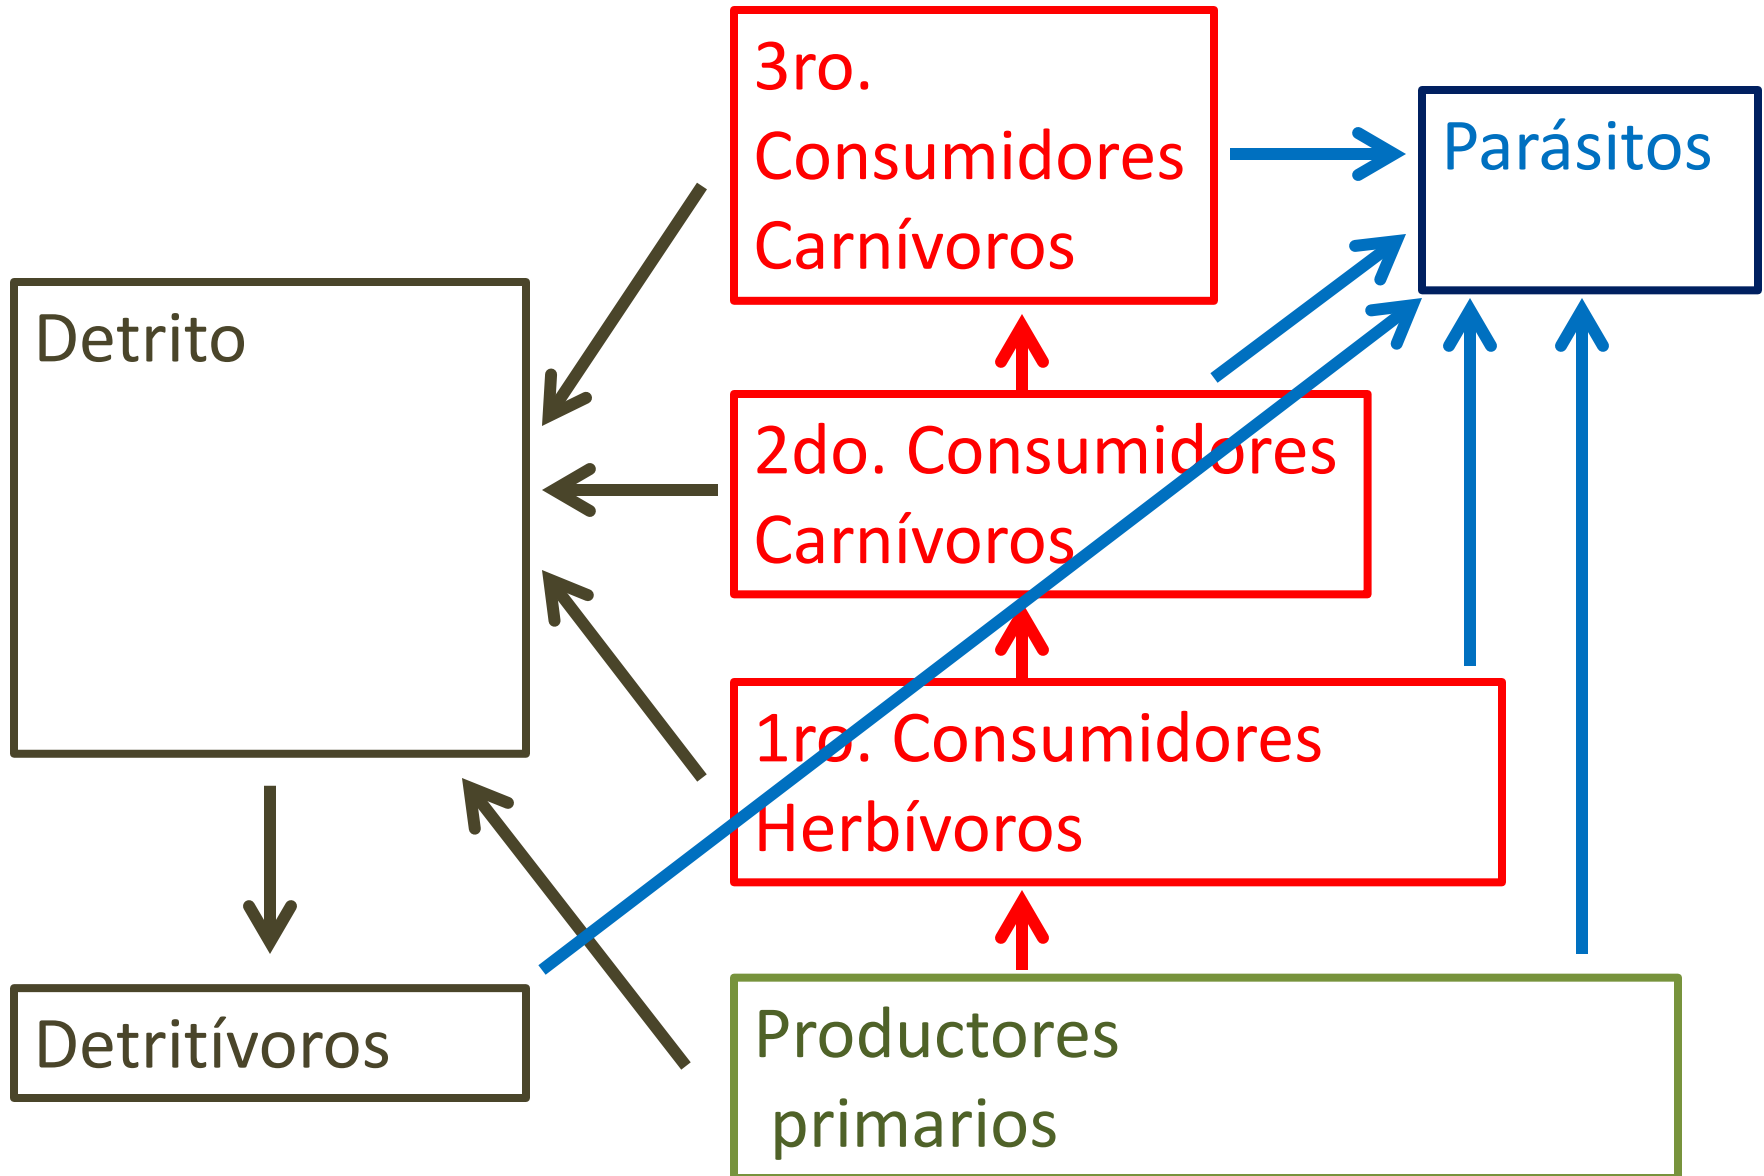 3ro.
Consumidores
Carnívoros
Parásitos
Detrito
2do. Consumidores
Carnívoros
1ro. Consumidores
Herbívoros
Detritívoros
Productores
primarios